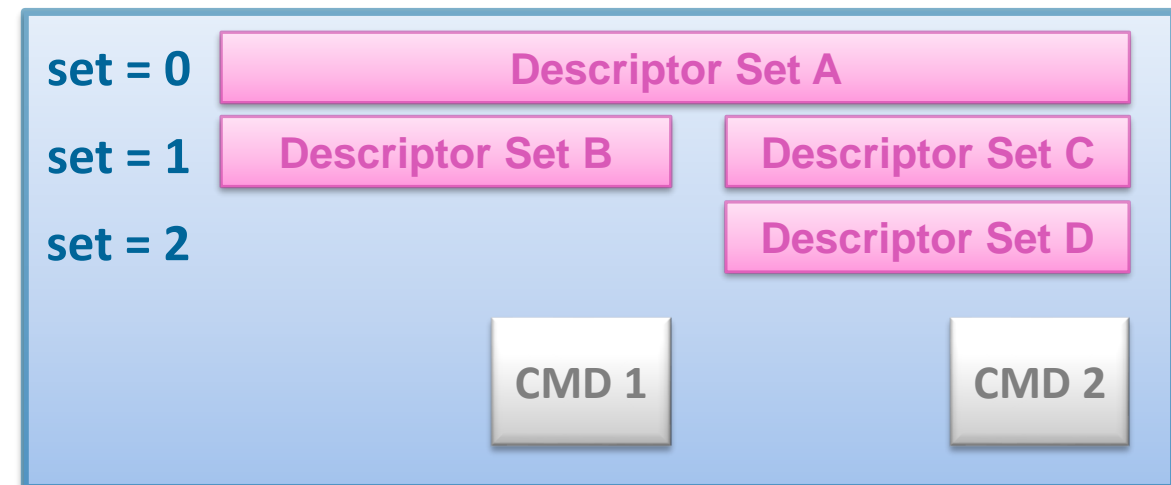 set = 0 Descriptor Set A
set = 1 Descriptor Set B Descriptor Set C
set = 2 Descriptor Set D
CMD 1 CMD 2